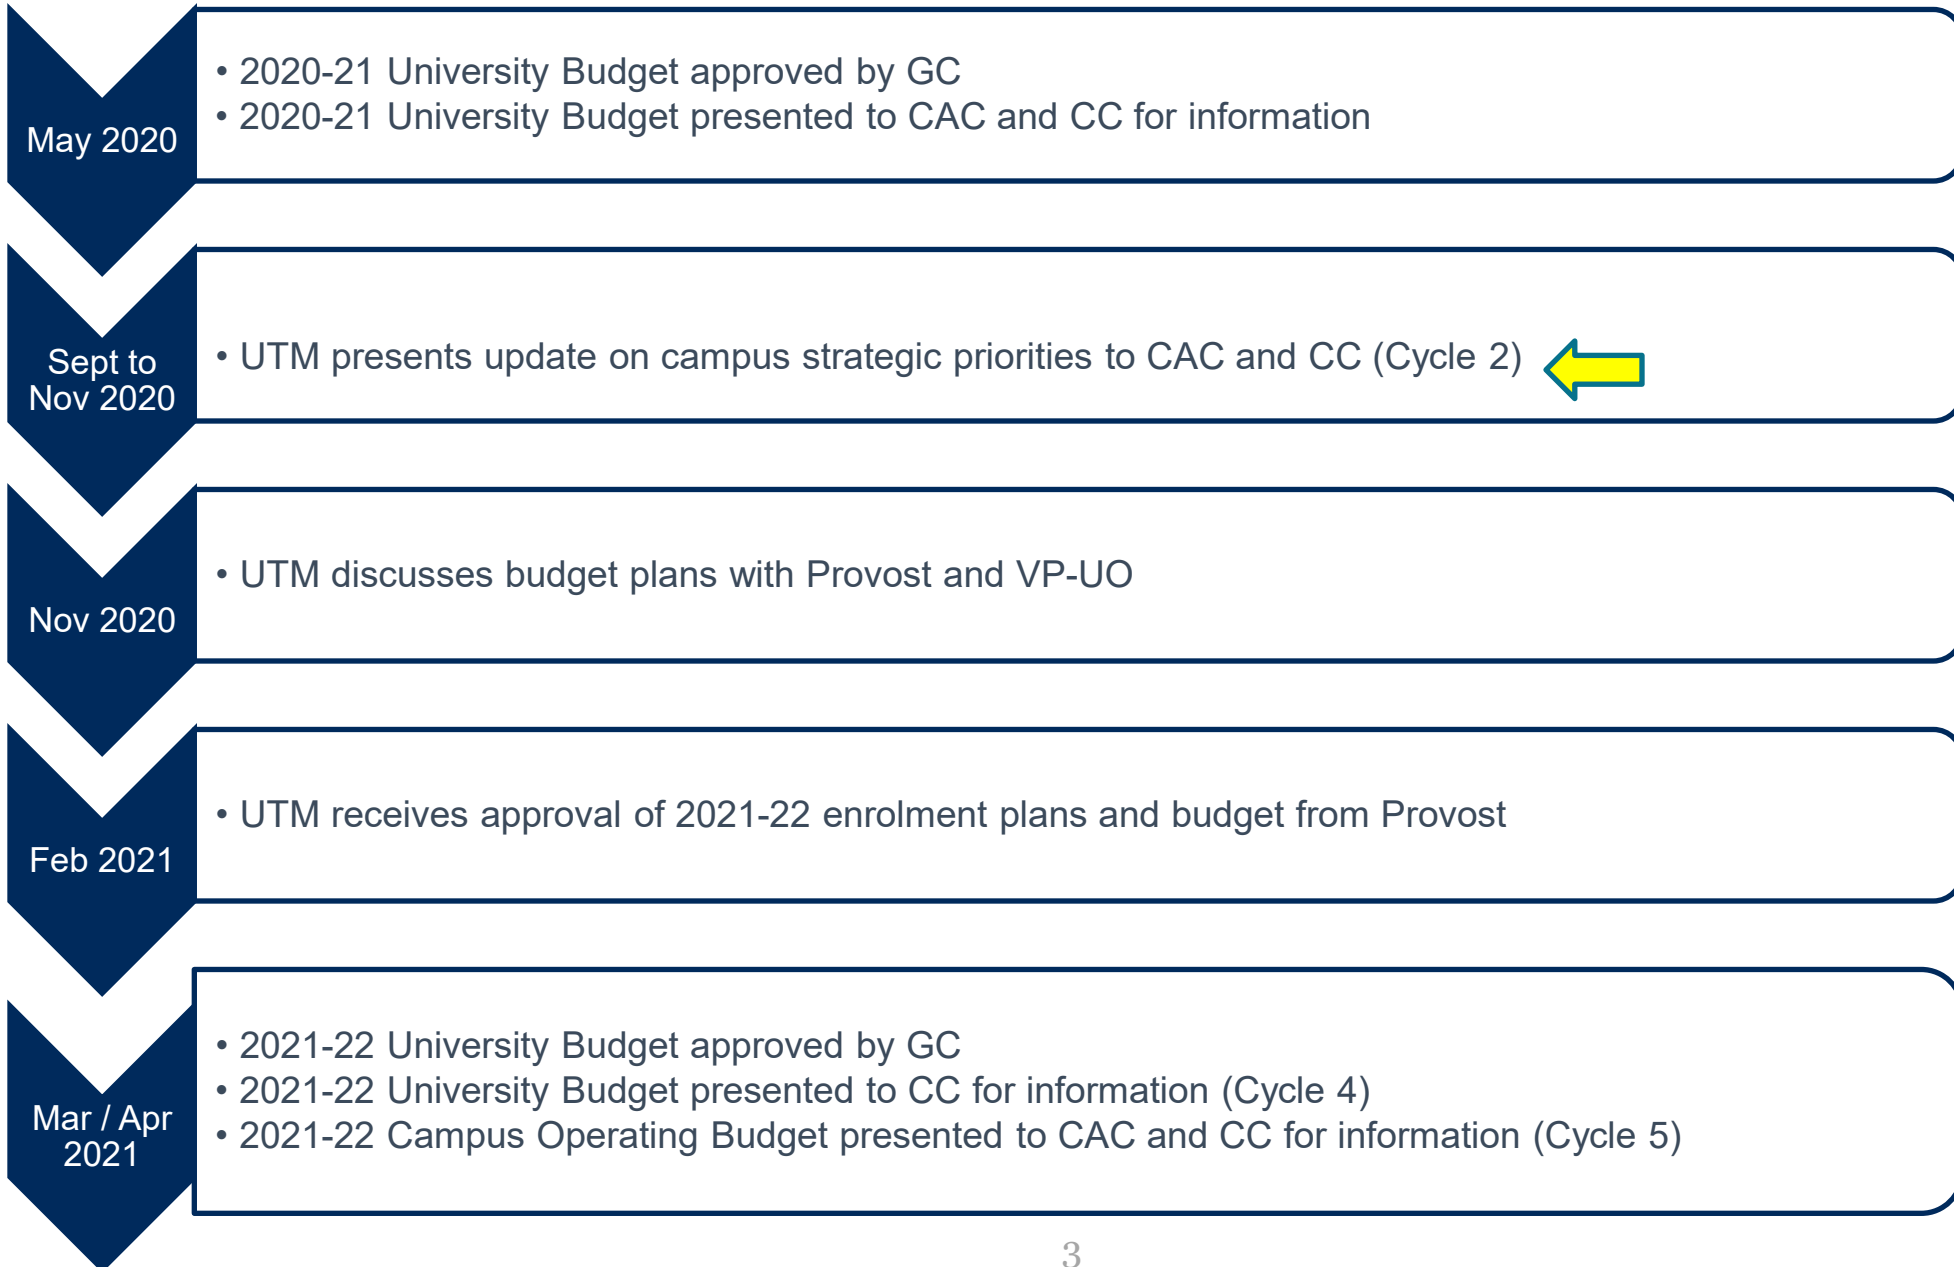 May 2020
• 2020-21 University Budget approved by GC
• 2020-21 University Budget presented to CAC and CC for information
Sept to
Nov 2020
• UTM presents update on campus strategic priorities to CAC and CC (Cycle 2)
Nov 2020
• UTM discusses budget plans with Provost and VP-UO
Feb 2021
• UTM receives approval of 2021-22 enrolment plans and budget from Provost
Mar / Apr
2021
• 2021-22 University Budget approved by GC
• 2021-22 University Budget presented to CC for information (Cycle 4)
• 2021-22 Campus Operating Budget presented to CAC and CC for information (Cycle 5)
3